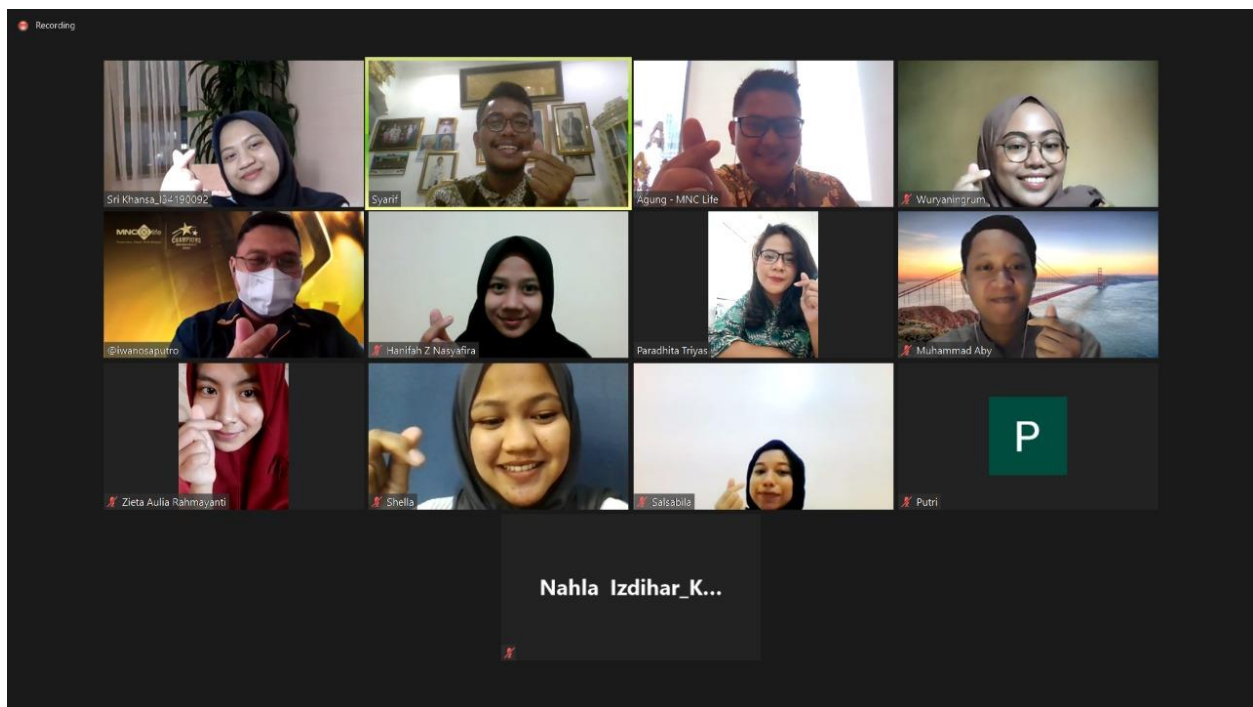 Recording
Sri Khansa_I34190092
Syarif
Agung - MNC Life
Wuryaningrum
MNC life
CHAMPIONS
@iwanosaputro
Hanifah Z Nasyafira
Paradhita Triyas
Muhammad Aby
Zieta Aulia Rahmayanti
Shella
Salsabila
P
Putri
Nahla Izdihar_K...